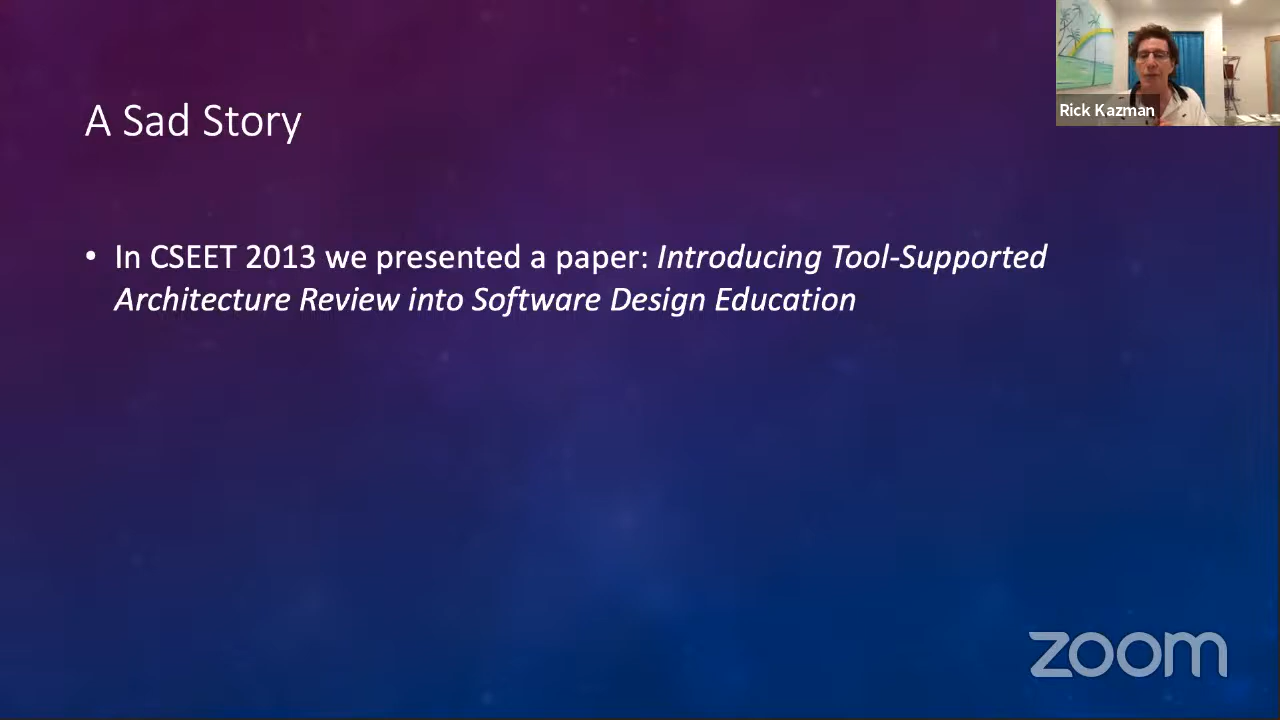 Rick Kazman
A Sad Story
• In CSEET 2013 we presented a paper: Introducing Tool-Supported
Architecture Review into Software Design Education
zoom